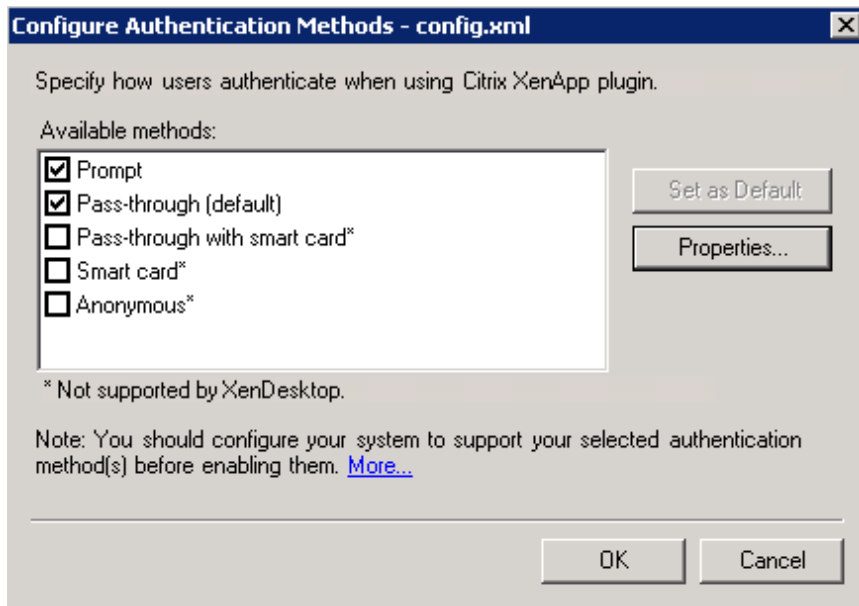 Configure Authentication Methods - config.xml
Specify how users authenticate when using Citrix XenApp plugin.
Available methods:
Prompt
Pass-through (default)
Pass-through with smart card*
Smart card*
Anonymous*
Set as Default
Properties...
* Not supported by XenDesktop.
Note: You should configure your system to support your selected authentication
method(s) before enabling them. More...
OK
Cancel